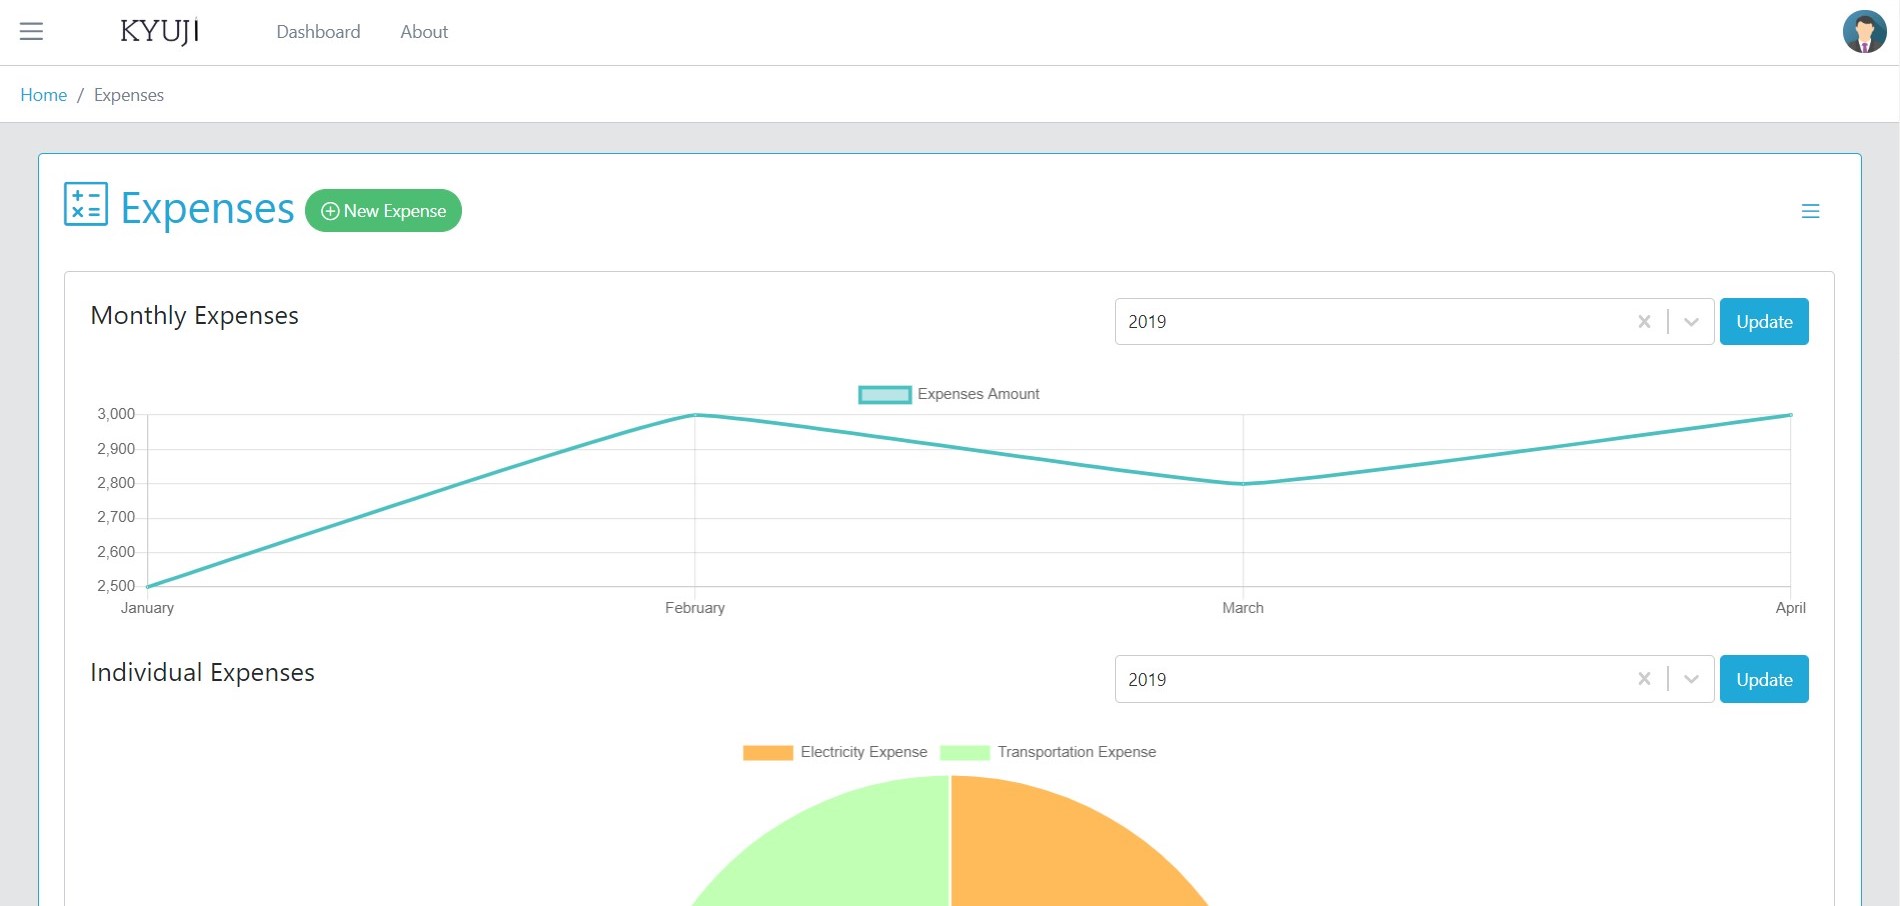 KYUJI Dashboard About
Home / Expenses
Expenses New Expense
Monthly Expenses 2019 Update
Expenses Amount
3,000
2,900
2,800
2,700
2,600
2,500
January February March April
Individual Expenses 2019 Update
Electricity Expense Transportation Expense